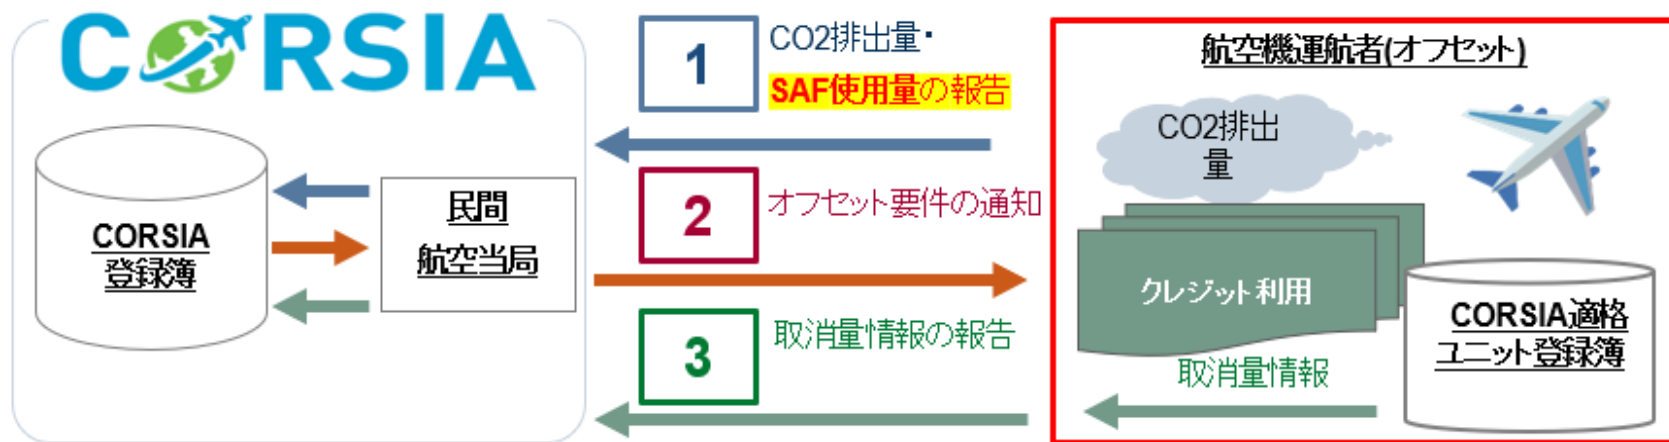 CORSIA
CORSIA
登録簿
民間
航空当局
1
CO2排出量・
SAF使用量の報告
2
オフセット要件の通知
3
取消量情報の報告
航空機運航者(オフセット)
CO2排出
量
クレジット利用
CORSIA適格
ユニット登録簿
取消量情報